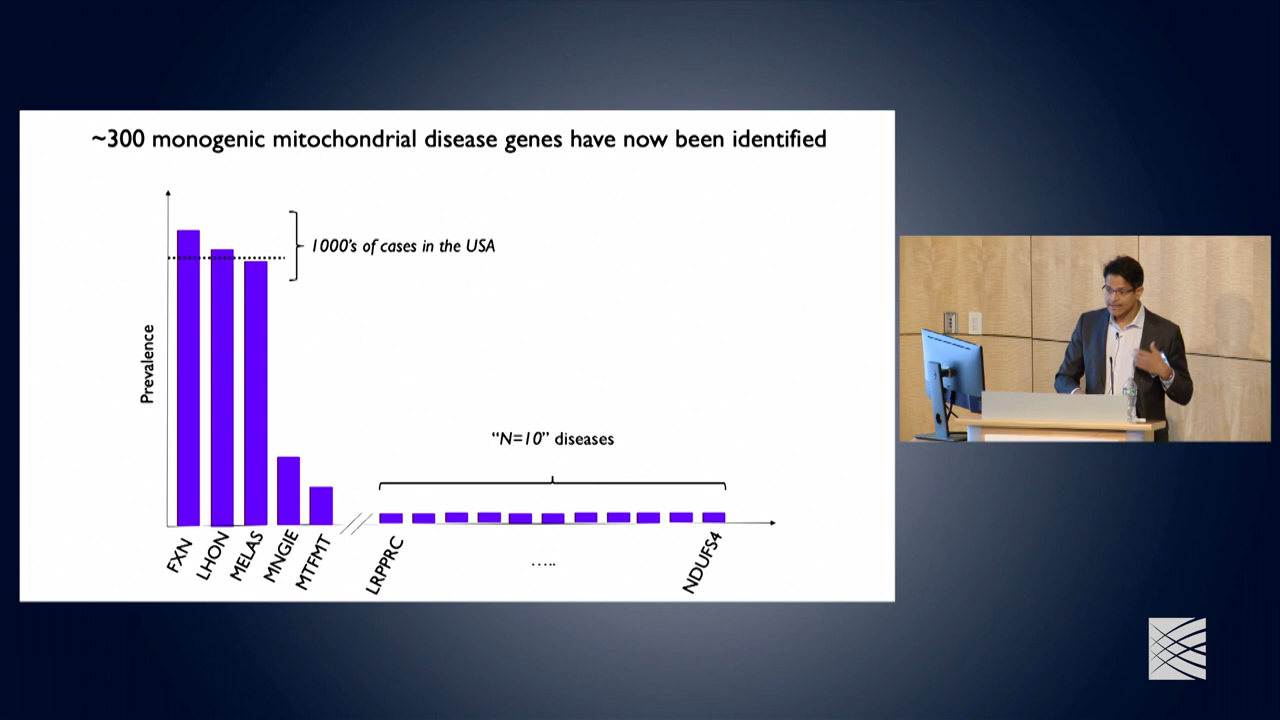 ~300 monogenic mitochondrial disease genes have now been identified
1000's of cases in the USA
Prevalence
“N=10” diseases
FXN
LHON
MELAS
MNGIE
MTFMT
LRPPRC
.....
NDUFS4